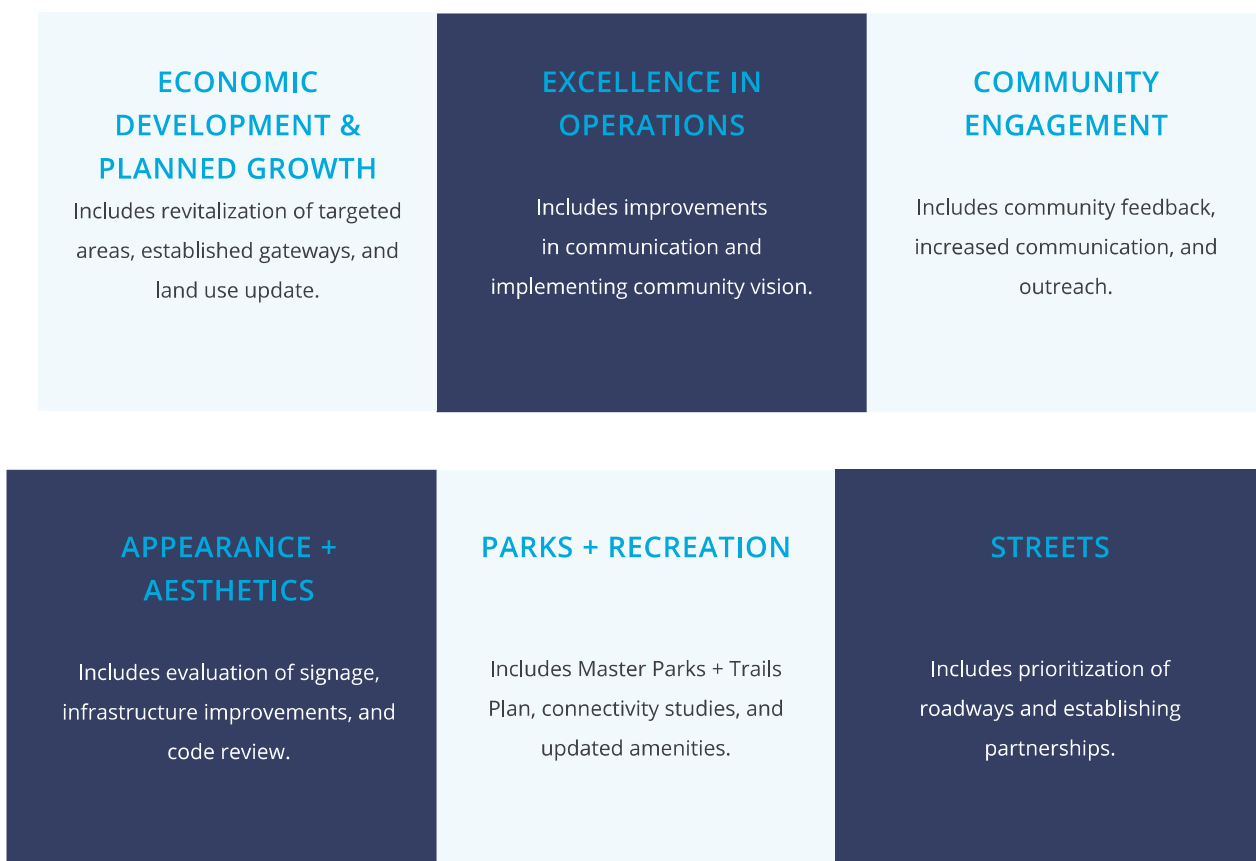 ECONOMIC
DEVELOPMENT &
PLANNED GROWTH
Includes revitalization of targeted
areas, established gateways, and
land use update.
EXCELLENCE IN
OPERATIONS
Includes improvements
in communication and
implementing community vision.
COMMUNITY
ENGAGEMENT
Includes community feedback,
increased communication, and
outreach.
APPEARANCE +
AESTHETICS
Includes evaluation of signage,
infrastructure improvements, and
code review.
PARKS + RECREATION
Includes Master Parks + Trails
Plan, connectivity studies, and
updated amenities.
STREETS
Includes prioritization of
roadways and establishing
partnerships.